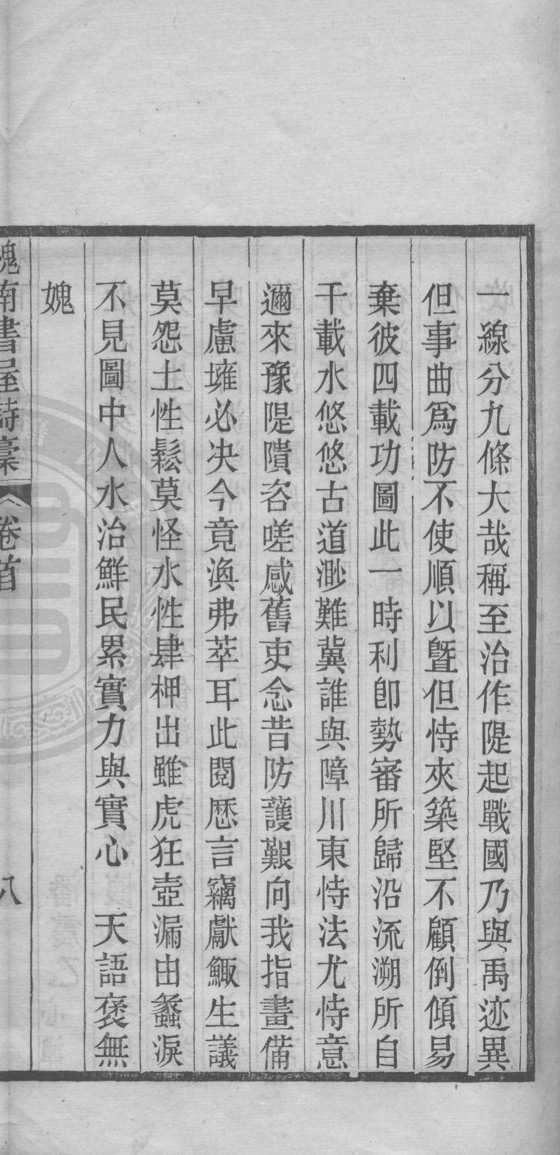 一線分九條大哉稱至治作隄起戰國乃與禹迹異
但事曲爲防不使順以曁但恃夾築堅不顧倒傾易
棄彼四載功圖此一時利卽勢審所歸沿流溯所自
千載水悠悠古道渺難冀誰與障川東恃法尤恃意
邇來豫隄隤咨嗟感舊吏念昔防護艱向我指畫備
早慮壅必决今竟渙弗萃耳此閱厯言竊獻鯫生議
莫怨土性鬆莫怪水性肆柙出雖虎狂壺漏由蠡淚
不見圖中人水治鮮民累實力與實心　天語褒無
媿
媿南書屋詩稾　卷首　八